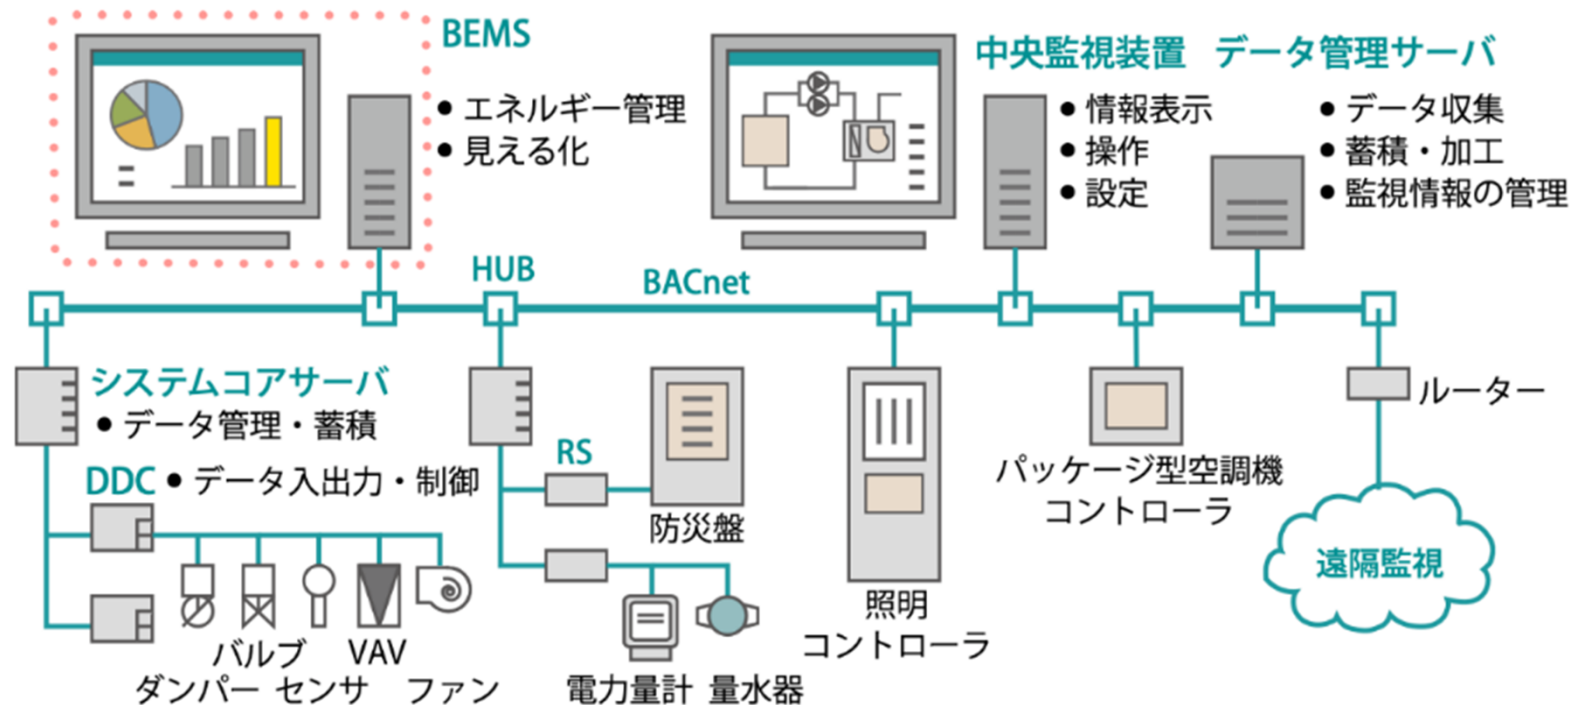 BEMS
● エネルギー管理
● 見える化
中央監視装置
● 情報表示
● 操作
● 設定
データ管理サーバ
● データ収集
● 蓄積・加工
● 監視情報の管理
HUB
BACnet
システムコアサーバ
● データ管理・蓄積
DDC ● データ入出力・制御
RS
防災盤
照明
コントローラ
パッケージ型空調機
コントローラ
ルーター
遠隔監視
バルブ VAV
ダンパー センサ ファン
電力量計 量水器